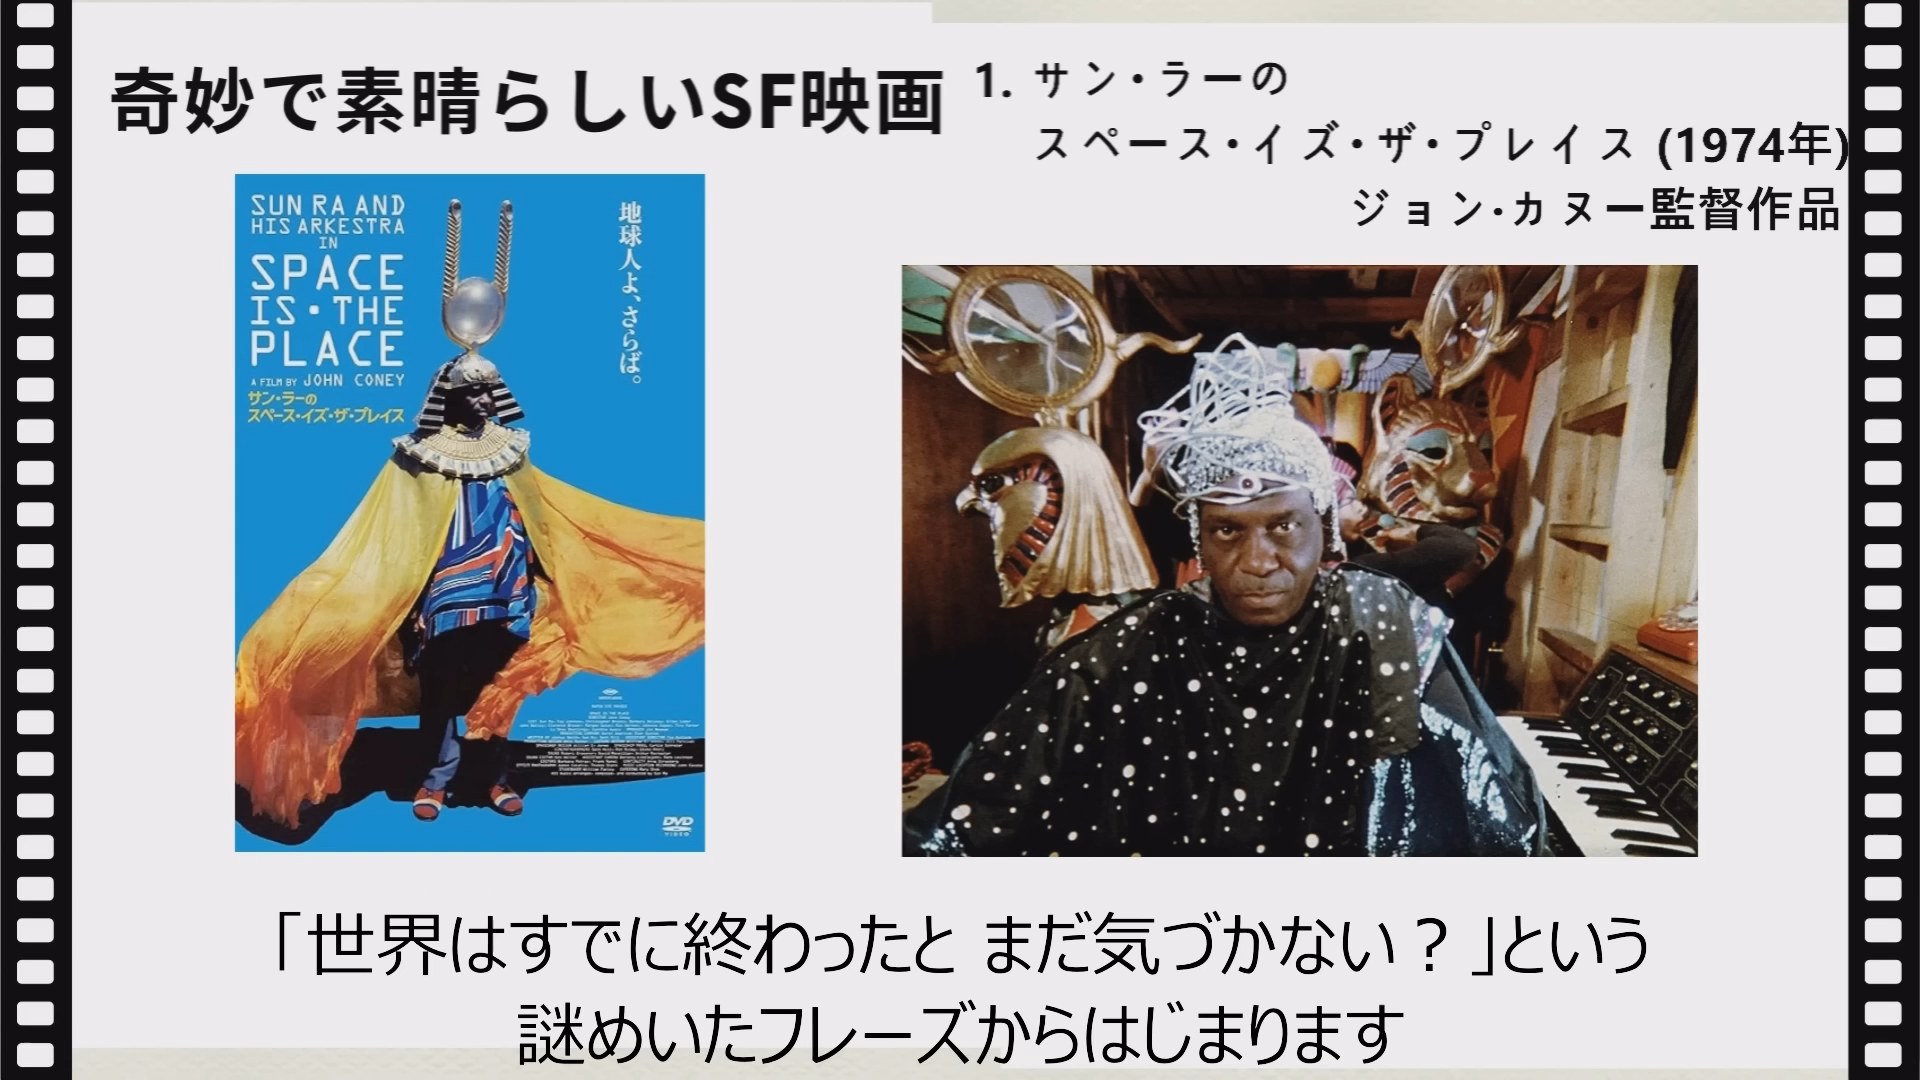 奇妙で素晴らしいSF映画
1. サン・ラーの
スペース・イズ・ザ・プレイス (1974年)
ジョン・カヌー監督作品
SUN RA AND
HIS ARKESTRA
IN
SPACE
IS・THE
PLACE
A FILM BY JOHN CONEY
サン・ラーの
スペース・イズ・ザ・プレイス
地球人よ、さらば。
DVD
VIDEO
「世界はすでに終わったと まだ気づかない？」という
謎めいたフレーズからはじまります